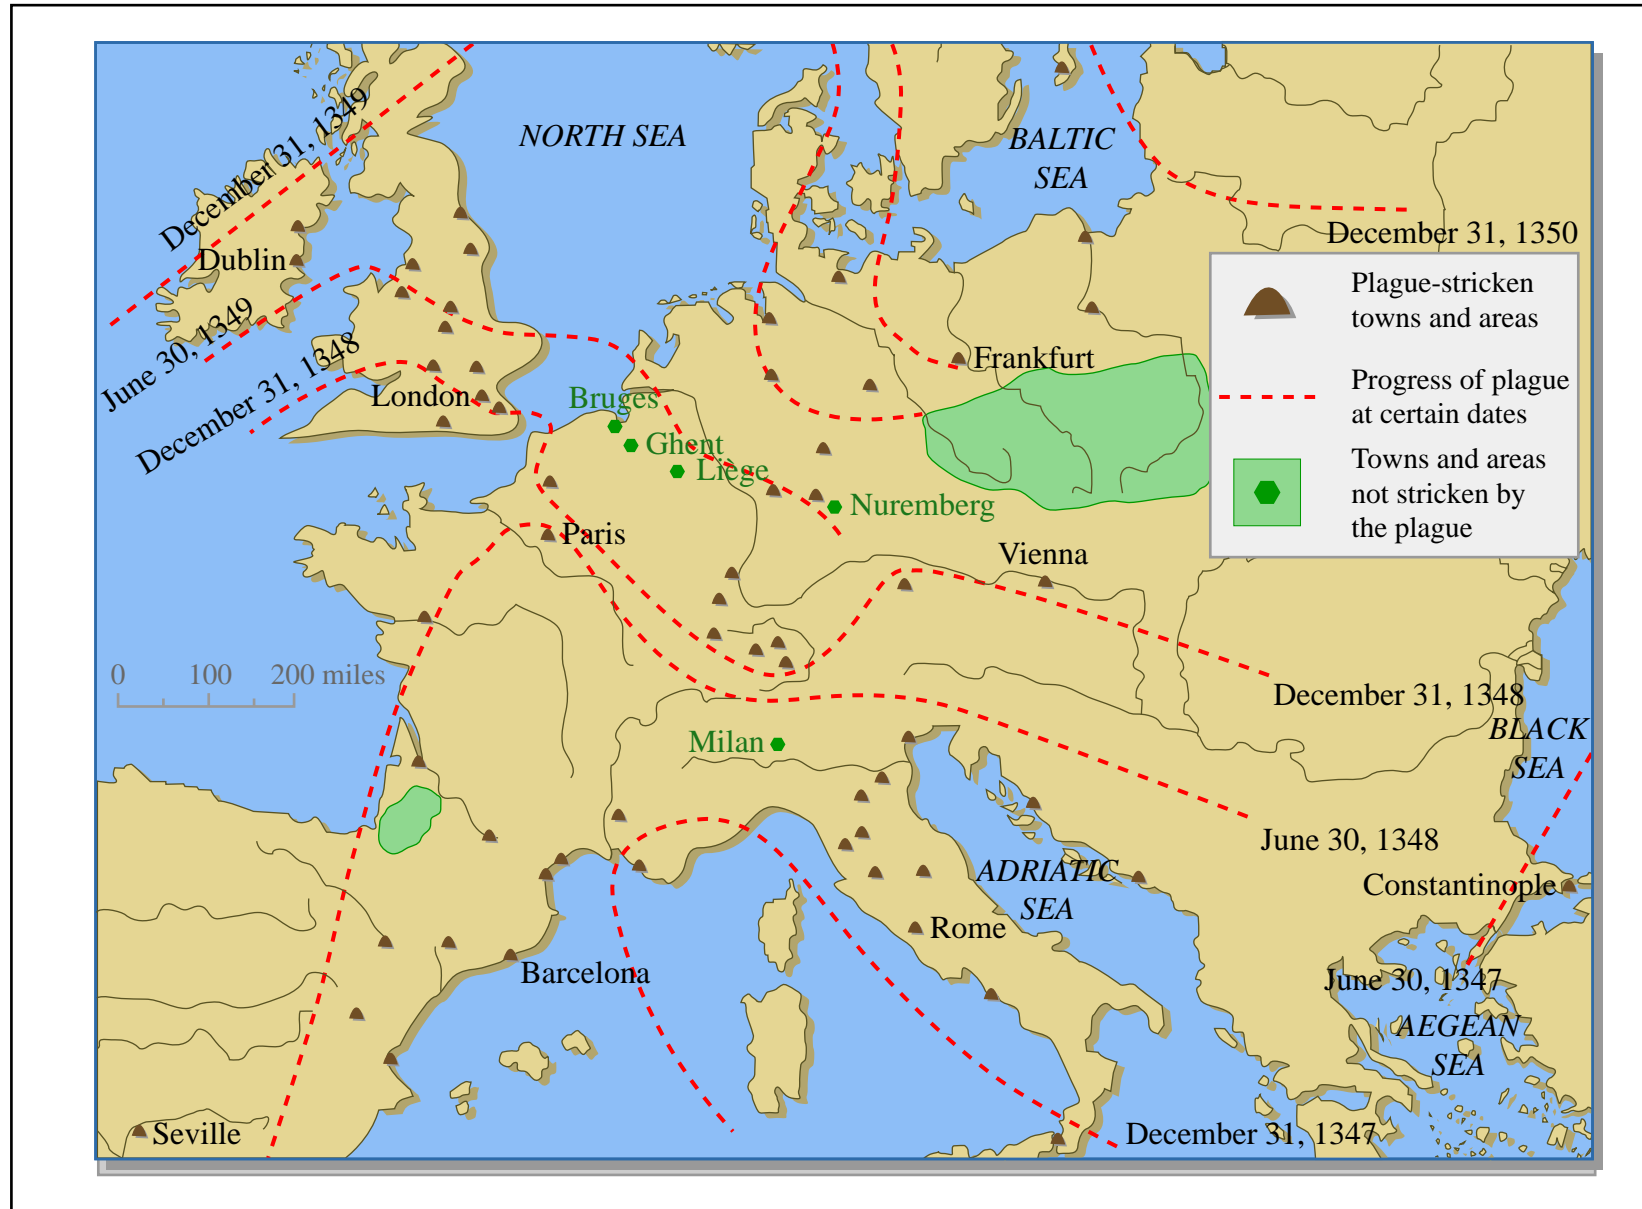 NORTH SEA
BALTIC
SEA
December 31, 1349
Dublin
December 31, 1350
Plague-stricken
towns and areas
Progress of plague
at certain dates
Towns and areas
not stricken by
the plague
June 30, 1349
December 31, 1348
London
Frankfurt
Bruges
Ghent
Liège
Nuremberg
Paris
Vienna
0 100 200 miles
December 31, 1348
BLACK
SEA
Milan
June 30, 1348
ADRIATIC
SEA
Constantinople
Rome
Barcelona
June 30, 1347
AEGEAN
SEA
Seville
December 31, 1347